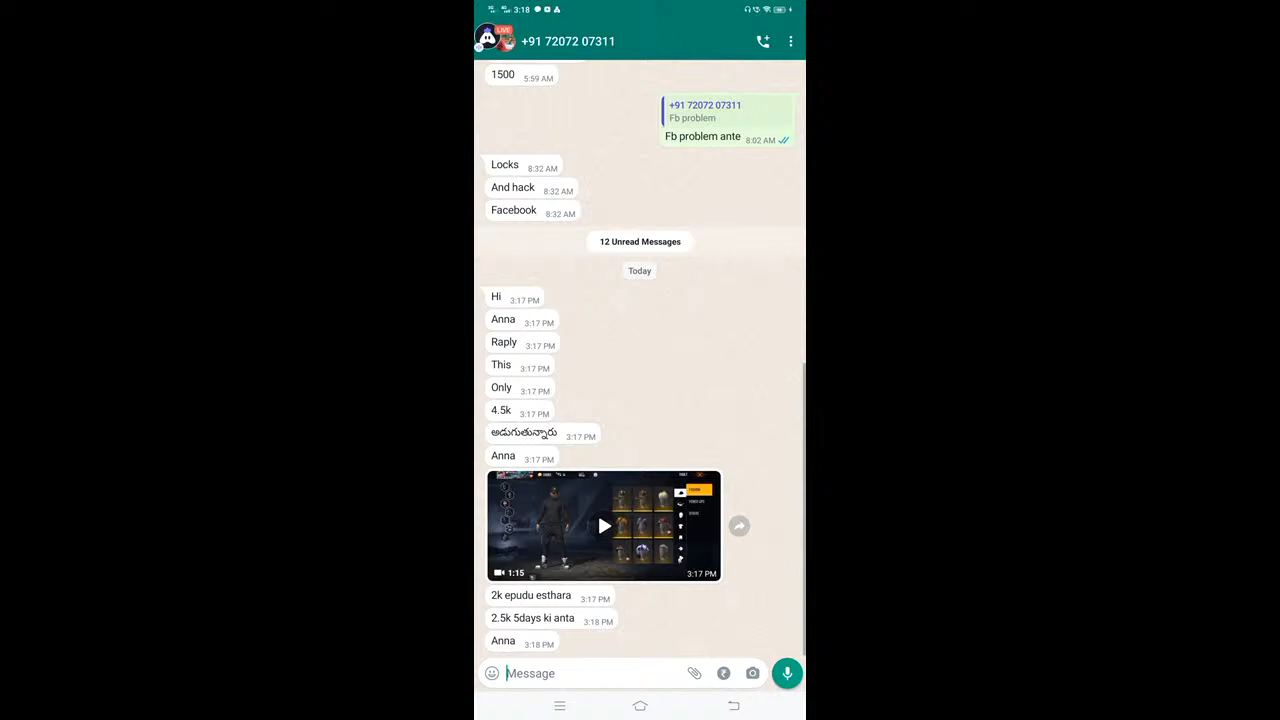 3:18
LIVE
+91 72072 07311
1500 5:59 AM
+91 72072 07311
Fb problem
Fb problem ante 8:02 AM
Locks 8:32 AM
And hack 8:32 AM
Facebook 8:32 AM
12 Unread Messages
Today
Hi 3:17 PM
Anna 3:17 PM
Raply 3:17 PM
This 3:17 PM
Only 3:17 PM
4.5k 3:17 PM
అడుగుతున్నారు 3:17 PM
Anna 3:17 PM
1:15 3:17 PM
2k epudu esthara 3:17 PM
2.5k 5days ki anta 3:18 PM
Anna 3:18 PM
Message